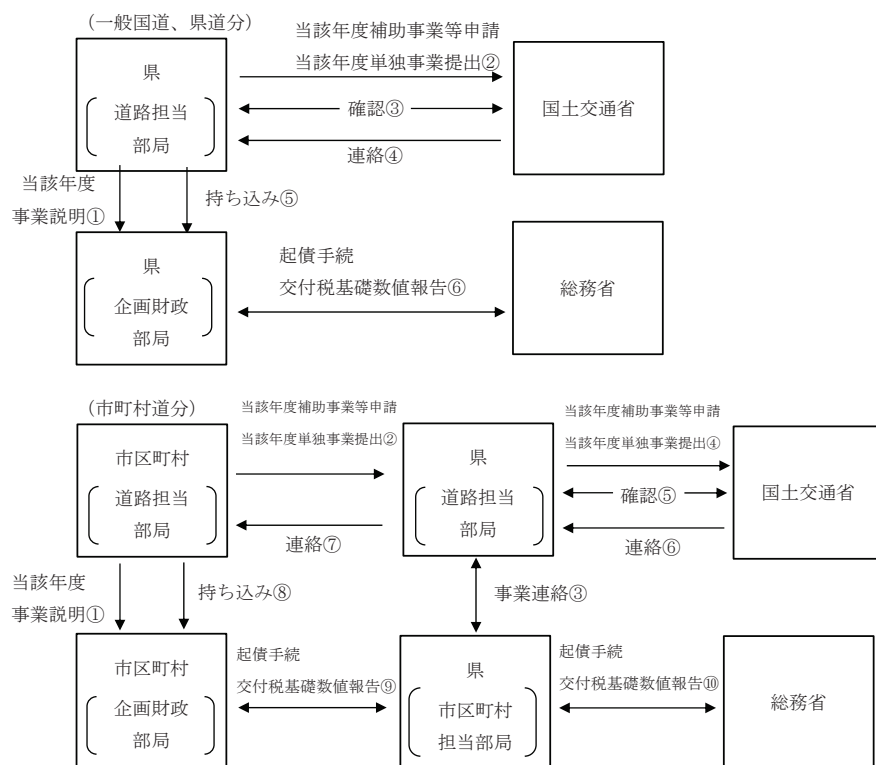 （一般国道、県道分）
当該年度補助事業等申請
当該年度単独事業提出②
県
道路担当
部局
確認③
国土交通省
連絡④
当該年度
事業説明①
持ち込み⑤
県
企画財政
部局
起債手続
交付税基礎数値報告⑥
総務省
（市町村道分）
当該年度補助事業等申請
当該年度単独事業提出②
当該年度補助事業等申請
当該年度単独事業提出④
市区町村
道路担当
部局
県
道路担当
部局
確認⑤
国土交通省
連絡⑦
連絡⑥
当該年度
事業説明①
持ち込み⑧
事業連絡③
市区町村
企画財政
部局
起債手続
交付税基礎数値報告⑨
県
市区町村
担当部局
起債手続
交付税基礎数値報告⑩
総務省